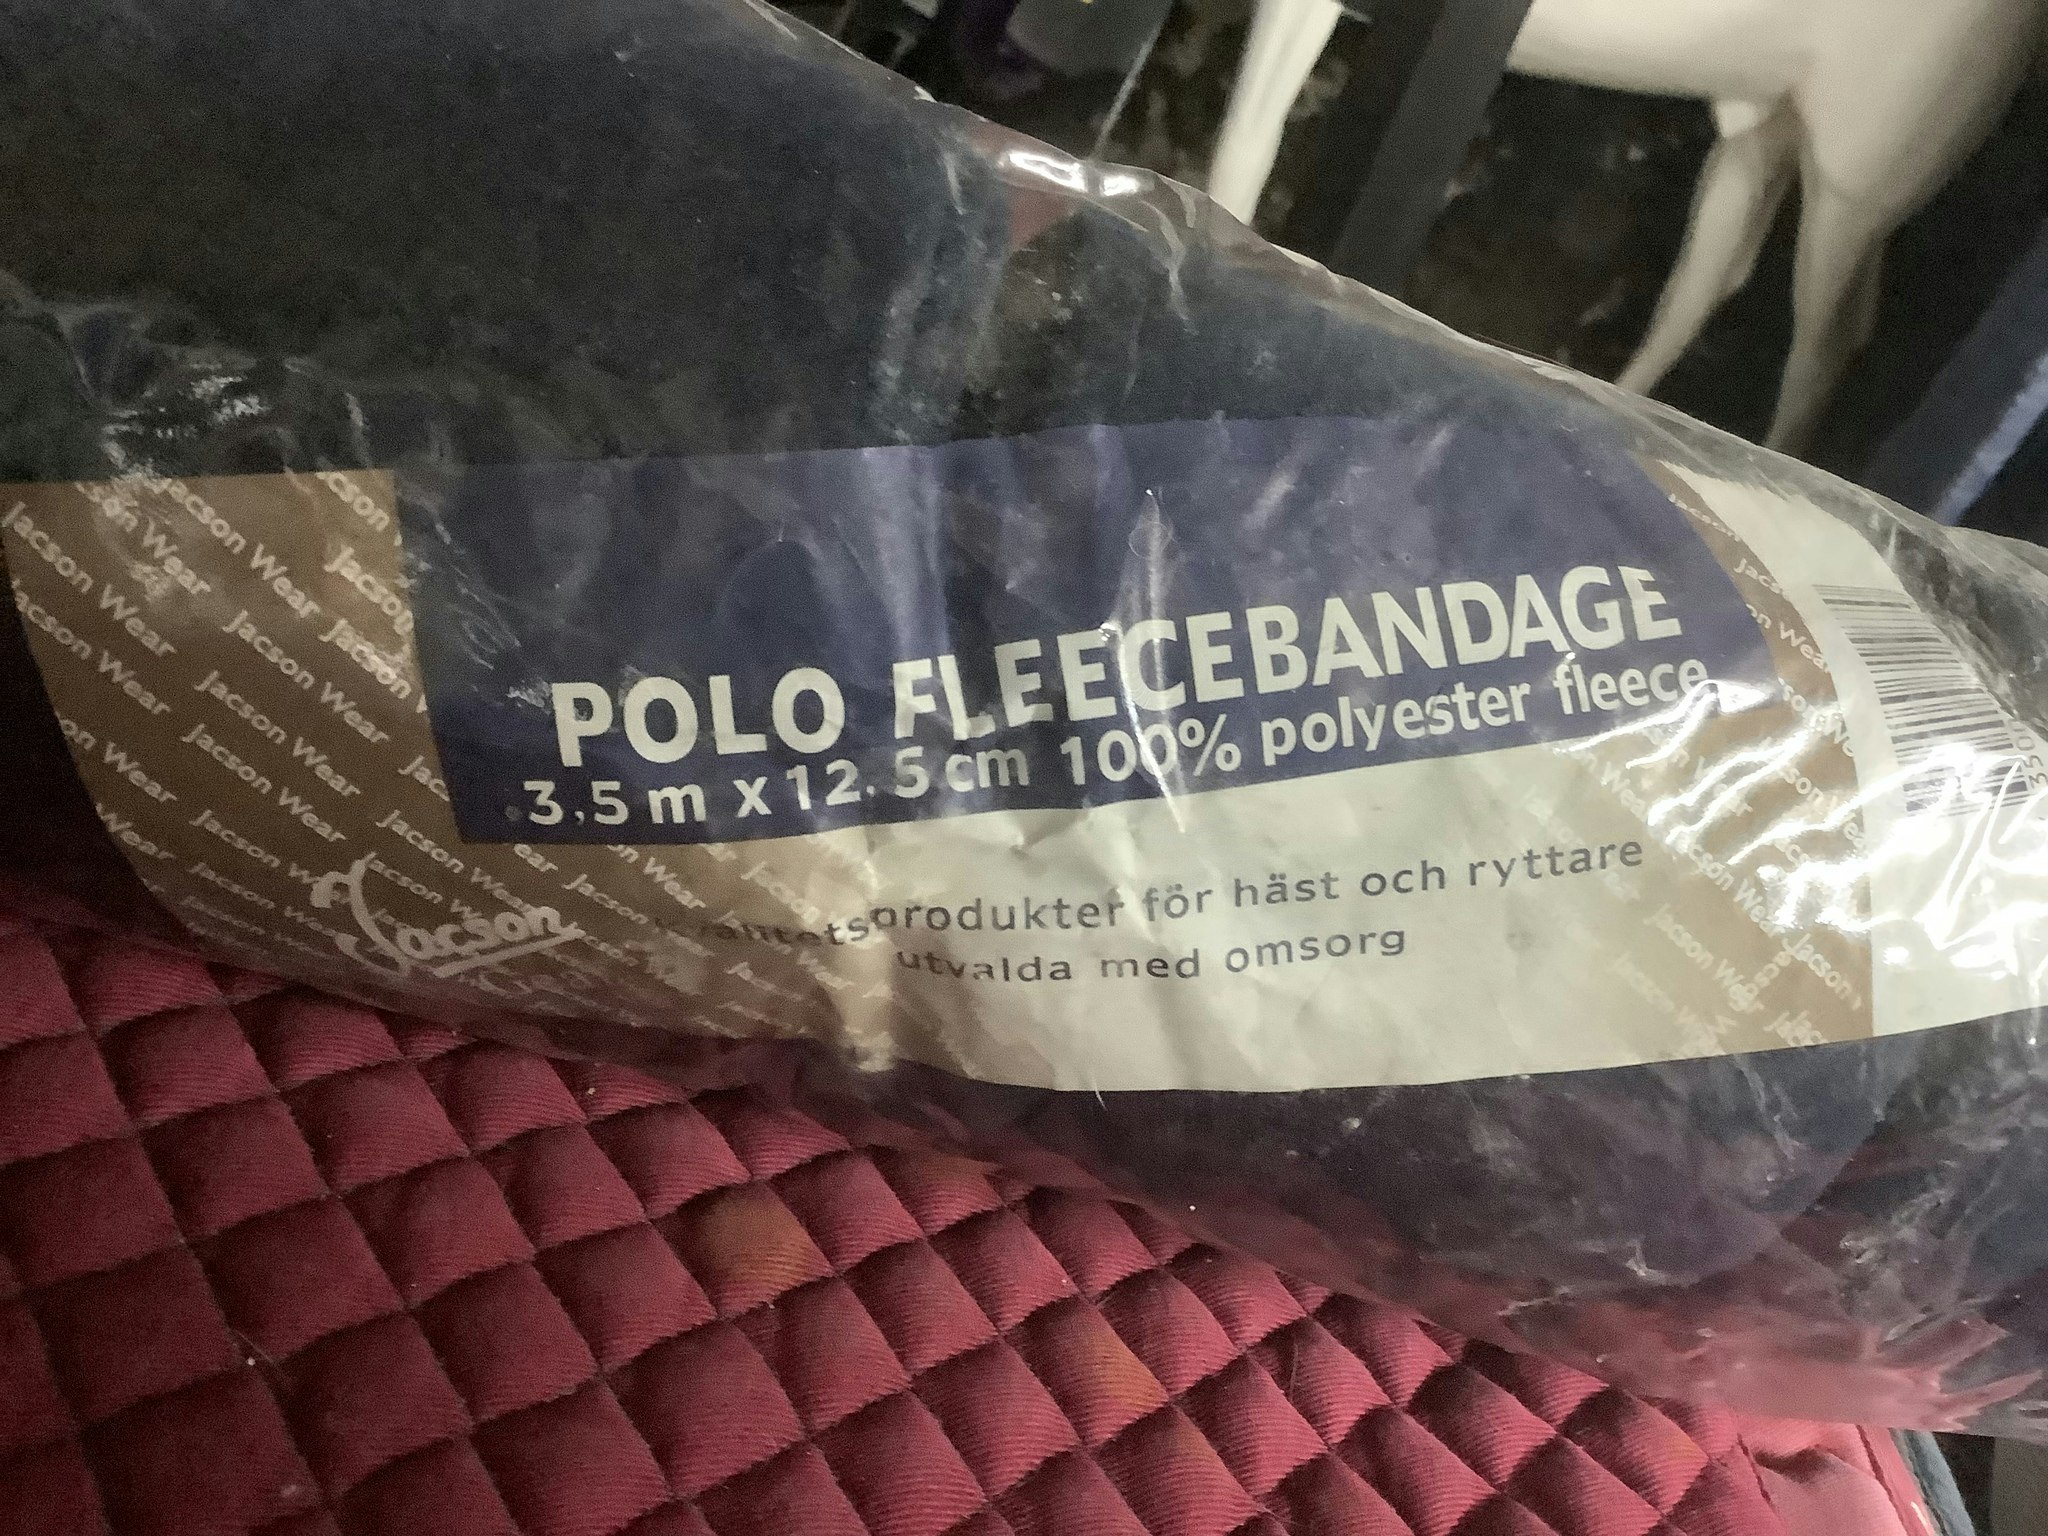 POLO FLEECEBANDAGE
3,5 m x 12.5 cm 100% polyester fleece
Kvalitetsprodukter för häst och ryttare
utvalda med omsorg
Jacson
Jacson Wear